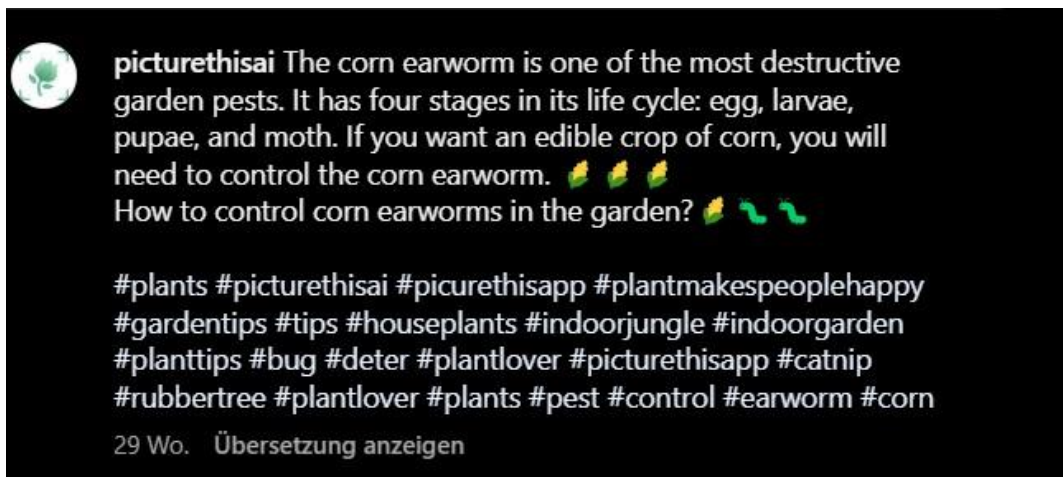 picturethisai The corn earworm is one of the most destructive
garden pests. It has four stages in its life cycle: egg, larvae,
pupae, and moth. If you want an edible crop of corn, you will
need to control the corn earworm. 🌽 🌽 🌽
How to control corn earworms in the garden? 🌽 🐛 🐛
#plants #picturethisai #picurethisapp #plantmakespeoplehappy
#gardentips #tips #houseplants #indoorjungle #indoorgarden
#planttips #bug #deter #plantlover #picturethisapp #catnip
#rubbertree #plantlover #plants #pest #control #earworm #corn
29 Wo. Übersetzung anzeigen